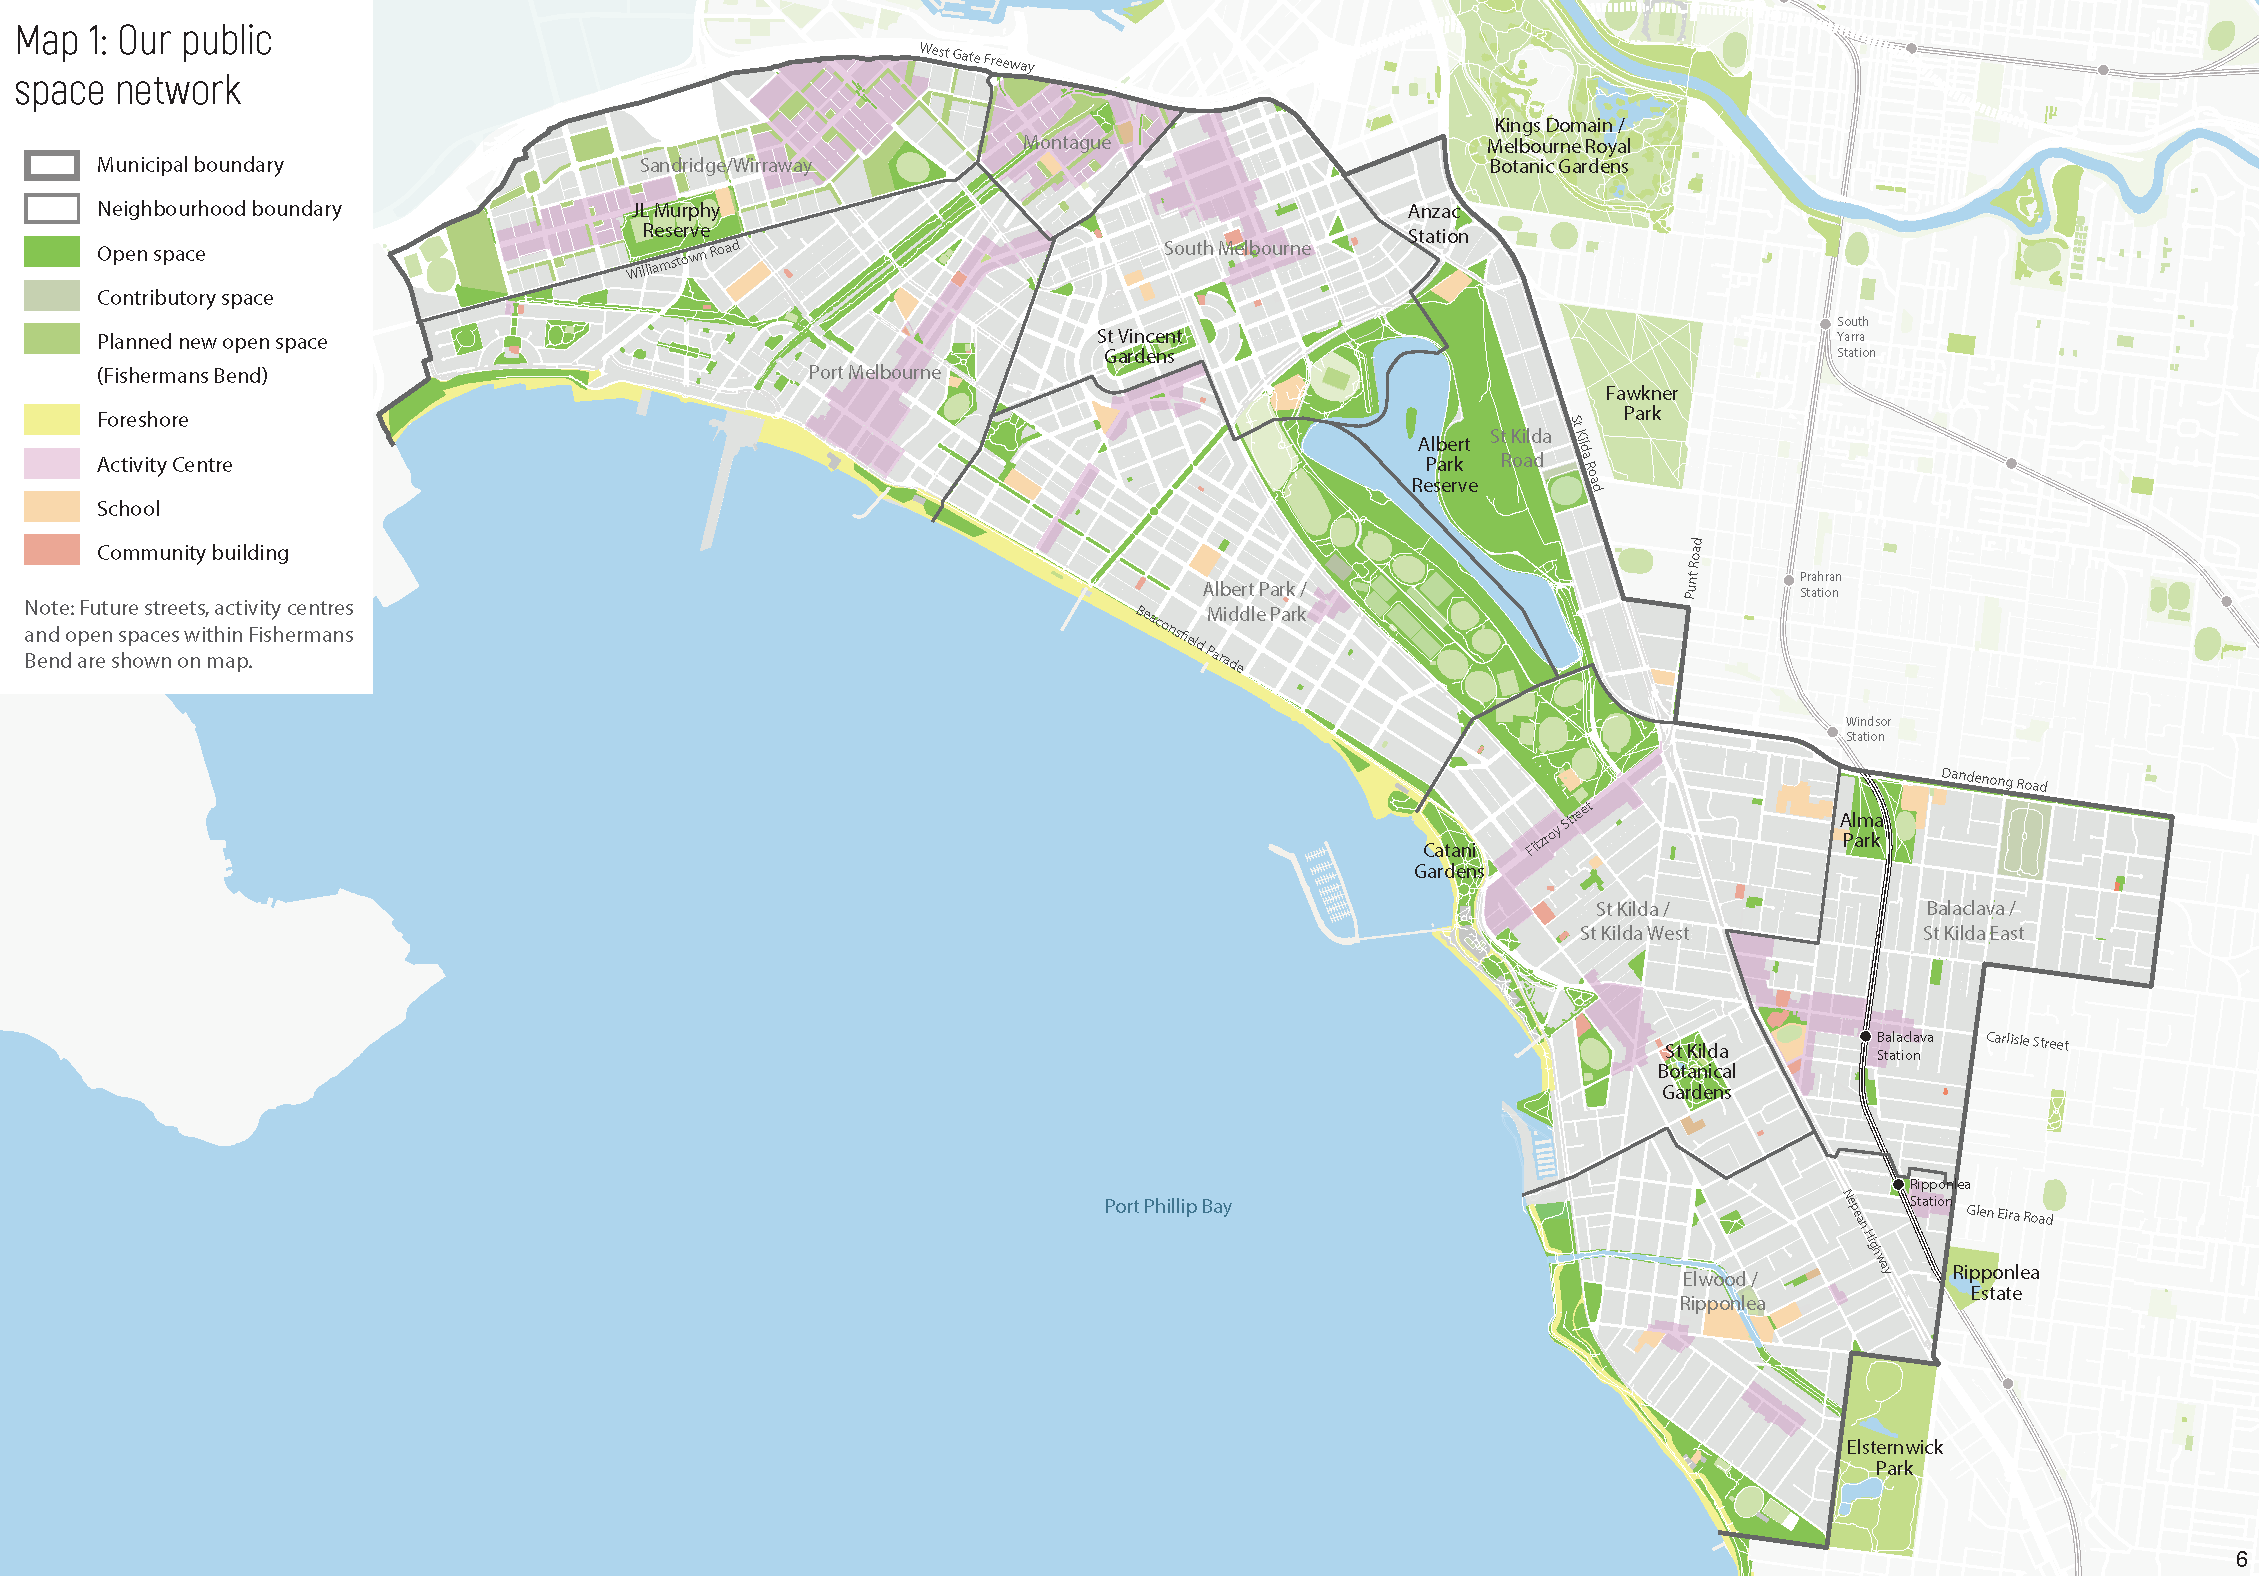 Map 1: Our public
space network
Municipal boundary
Neighbourhood boundary
Open space
Contributory space
Planned new open space
(Fishermans Bend)
Foreshore
Activity Centre
School
Community building
Note: Future streets, activity centres
and open spaces within Fishermans
Bend are shown on map.
West Gate Freeway
Montague
Sandridge/Wirraway
JL Murphy
Reserve
Williamstown Road
Kings Domain /
Melbourne Royal
Botanic Gardens
Anzac
Station
South Melbourne
St Vincent
Gardens
Port Melbourne
South
Yarra
Station
Fawkner
Park
St Kilda
Road
St Kilda Road
Albert
Park
Reserve
Punt Road
Prahran
Station
Albert Park /
Middle Park
Beaconsfield Parade
Windsor
Station
Dandenong Road
Alma
Park
Fitzroy Street
Catani
Gardens
St Kilda /
St Kilda West
Balaclava /
St Kilda East
Balaclava
Station
Carlisle Street
St Kilda
Botanical
Gardens
Port Phillip Bay
Ripponlea
Station
Glen Eira Road
Nepean Highway
Elwood /
Ripponlea
Ripponlea
Estate
Elsternwick
Park
6